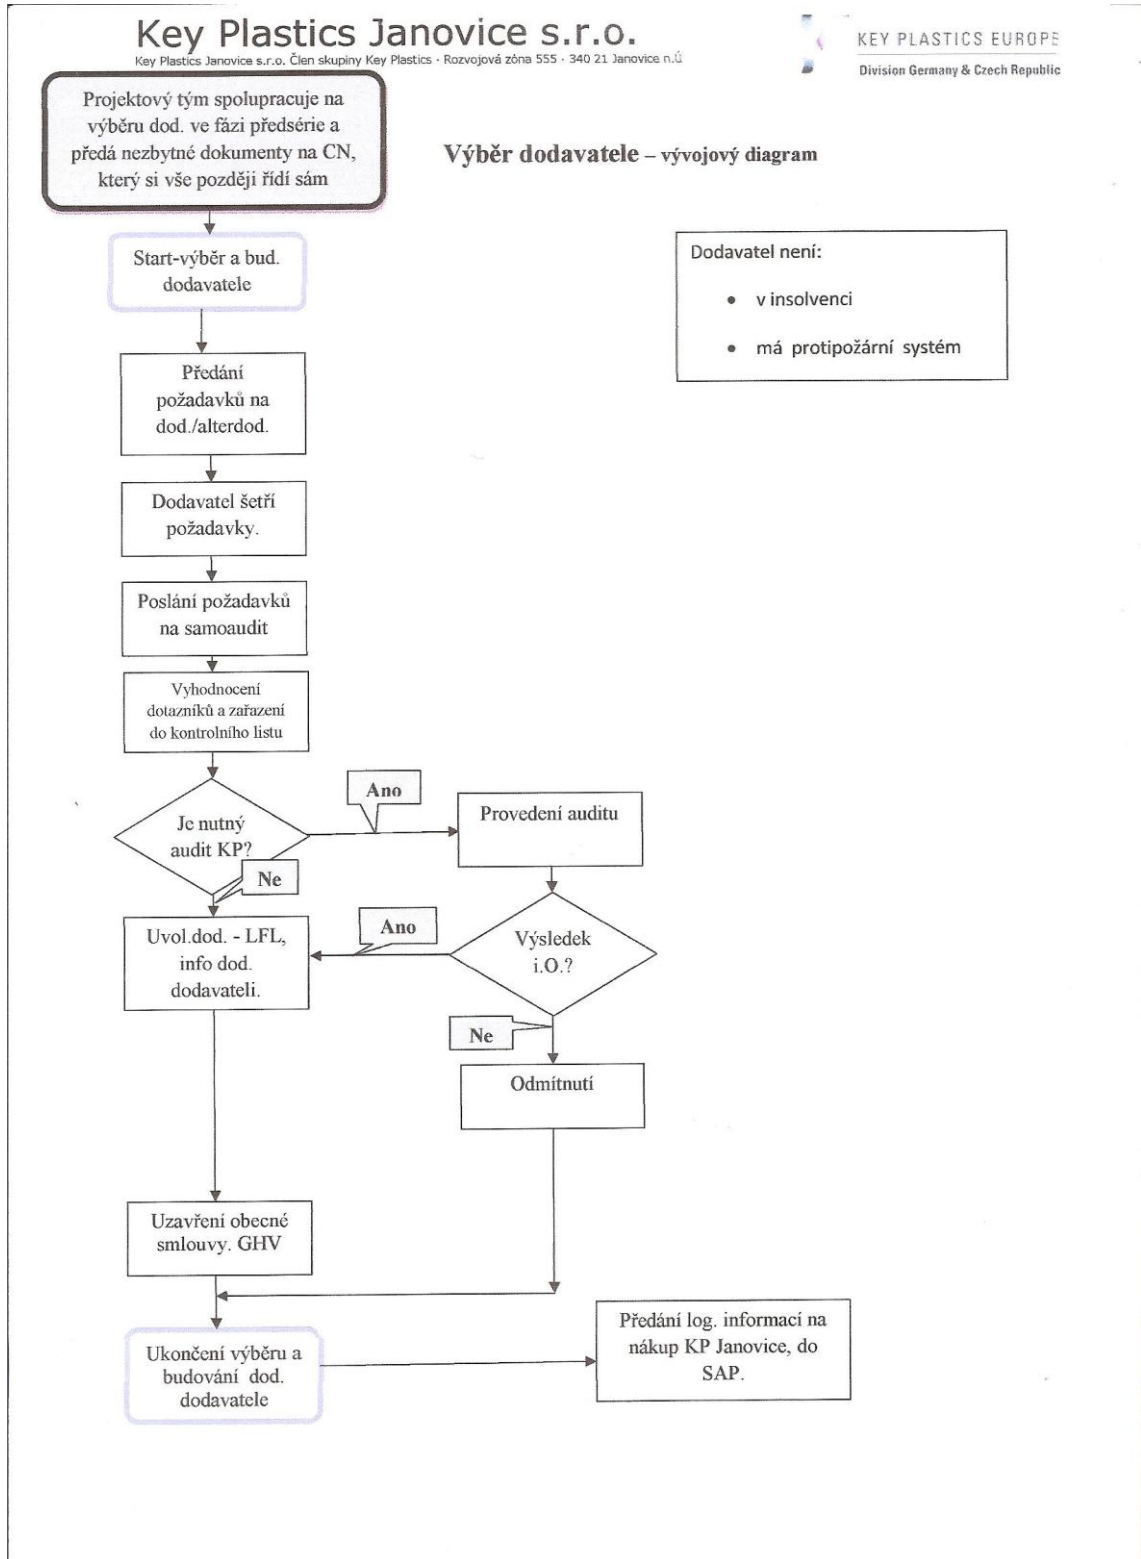 Key Plastics Janovice s.r.o.
Key Plastics Janovice s.r.o. Člen skupiny Key Plastics · Rozvojová zóna 555 · 340 21 Janovice n.Ú
KEY PLASTICS EUROPE
Division Germany & Czech Republic
Projektový tým spolupracuje na
výběru dod. ve fázi předsérie a
předá nezbytné dokumenty na CN,
který si vše později řídí sám
Výběr dodavatele – vývojový diagram
Start-výběr a bud.
dodavatele
Dodavatel není:
• v insolvenci
• má protipožární systém
Předání
požadavků na
dod./alterdod.
Dodavatel šetří
požadavky.
Poslání požadavků
na samoaudit
Vyhodnocení
dotazníků a zařazení
do kontrolního listu
Je nutný
audit KP?
Ano
Provedení auditu
Ne
Uvol.dod. - LFL,
info dod.
dodavateli.
Ano
Výsledek
i.O.?
Ne
Odmítnutí
Uzavření obecné
smlouvy. GHV
Ukončení výběru a
budování dod.
dodavatele
Předání log. informací na
nákup KP Janovice, do
SAP.